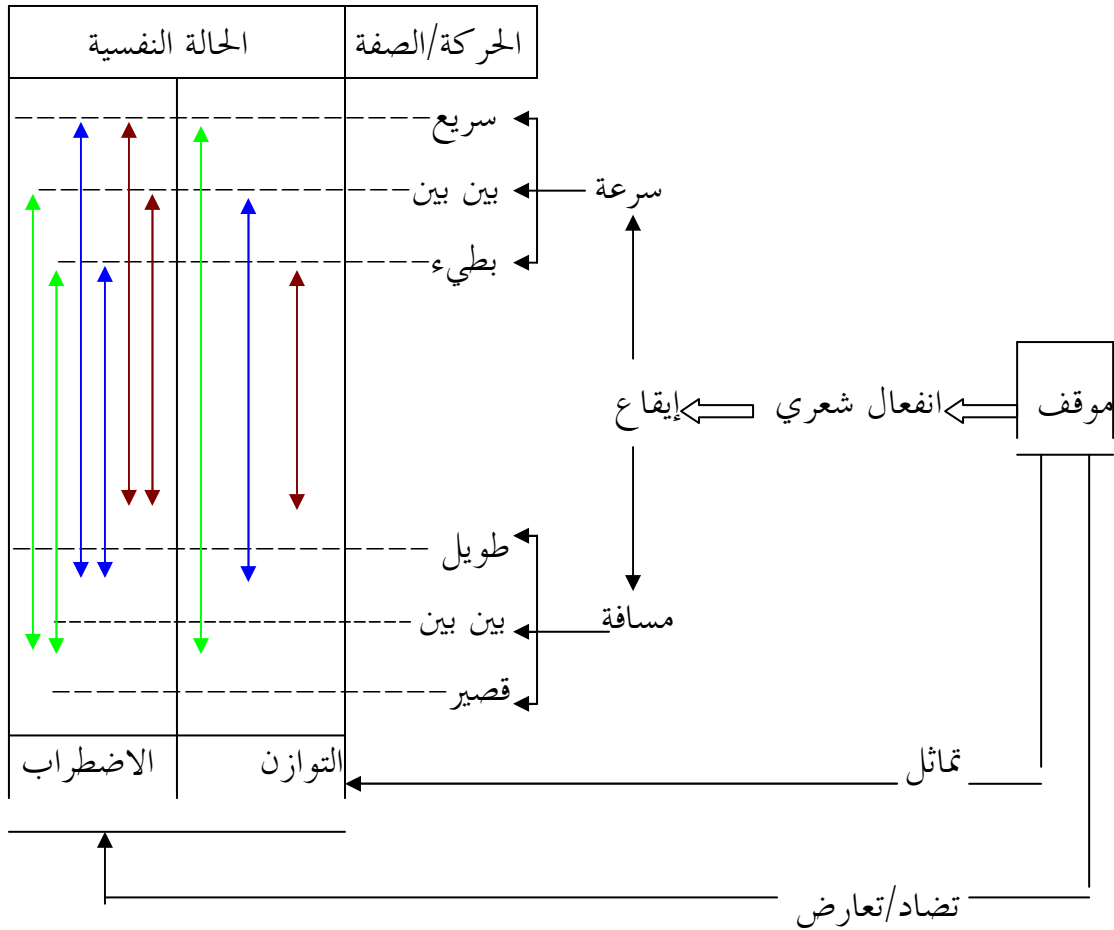 الحركة/الصفة الحالة النفسية
سريع
بين بين
سرعة
بطيء
موقف انفعال شعري إيقاع
طويل
بين بين
مسافة
قصير
التوازن الاضطراب
تماثل
تضاد/تعارض